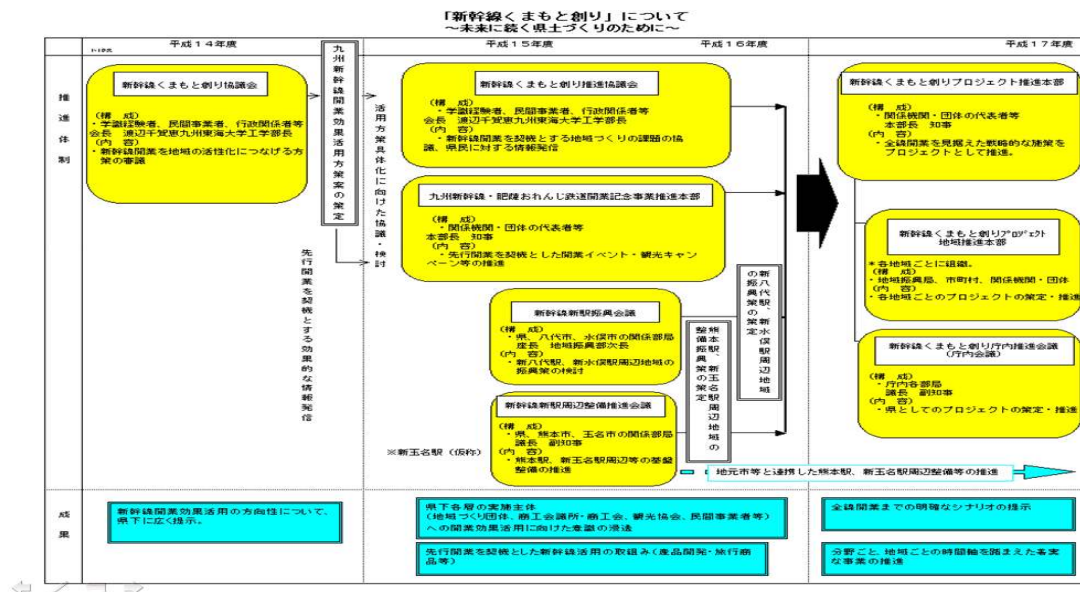 「新幹線くまもと創り」について
～未来に続く県土づくりのために～
平成１４年度
平成１５年度
平成１６年度
平成１７年度
推進体制
新幹線くまもと創り協議会
（構　成）
・学識経験者、民間事業者、行政関係者等
会長　渡辺千賀恵九州東海大学工学部長
（内　容）
・新幹線開業を地域の活性化につなげる方
策の審議
九州新幹線開業効果活用方策案の策定
先行開業を契機とする効果的な情報発信
活用方策具体化に向けた協議・検討
新幹線くまもと創り推進協議会
（構　成）
・学識経験者、民間事業者、行政関係者等
会長　渡辺千賀恵九州東海大学工学部長
（内　容）
・新幹線開業を契機とする地域づくりの課題の協
議、県民に対する情報発信
九州新幹線・肥薩おれんじ鉄道開業記念事業推進本部
（構　成）
・関係機関・団体の代表者等
本部長　知事
（内　容）
・先行開業を契機とした開業イベント・観光キャン
ペーン等の推進
新幹線新駅振興会議
（構　成）
・県、八代市、水俣市の関係部局
座長　地域振興部次長
（内　容）
・新八代駅、新水俣駅周辺地域の
振興策の検討
新幹線新駅周辺整備推進会議
（構　成）
・県、熊本市、玉名市の関係部局
議長　副知事
（内　容）
・熊本駅、新玉名駅周辺等の基盤
整備の推進
※新玉名駅（仮称）
新八代駅、新水俣駅周辺地域
の振興策の策定
熊本駅、新玉名駅周辺地域の
整備振興策の策定
地元市等と連携した熊本駅、新玉名駅周辺整備等の推進
新幹線くまもと創りプロジェクト推進本部
（構　成）
・関係機関・団体の代表者等
本部長　知事
（内　容）
・全線開業を見据えた戦略的な施策を
プロジェクトとして推進。
新幹線くまもと創りプロジェクト
地域推進本部
＊各地域ごとに組織。
（構　成）
・地域振興局、市町村、関係機関・団体
（内　容）
・各地域ごとのプロジェクトの策定・推進
新幹線くまもと創り庁内推進会議
（庁内会議）
（構　成）
・庁内各部局
議長　副知事
（内　容）
・県としてのプロジェクトの策定・推進
成果
新幹線開業効果活用の方向性について、
県下に広く提示。
県下各層の実施主体
（地域づくり団体、商工会議所・商工会、観光協会、民間事業者等）
への開業効果活用に向けた意識の浸透
先行開業を契機とした新幹線活用の取組み（産品開発・旅行商
品等）
全線開業までの明確なシナリオの提示
分野ごと、地域ごとの時間軸を踏まえた着実
な事業の推進